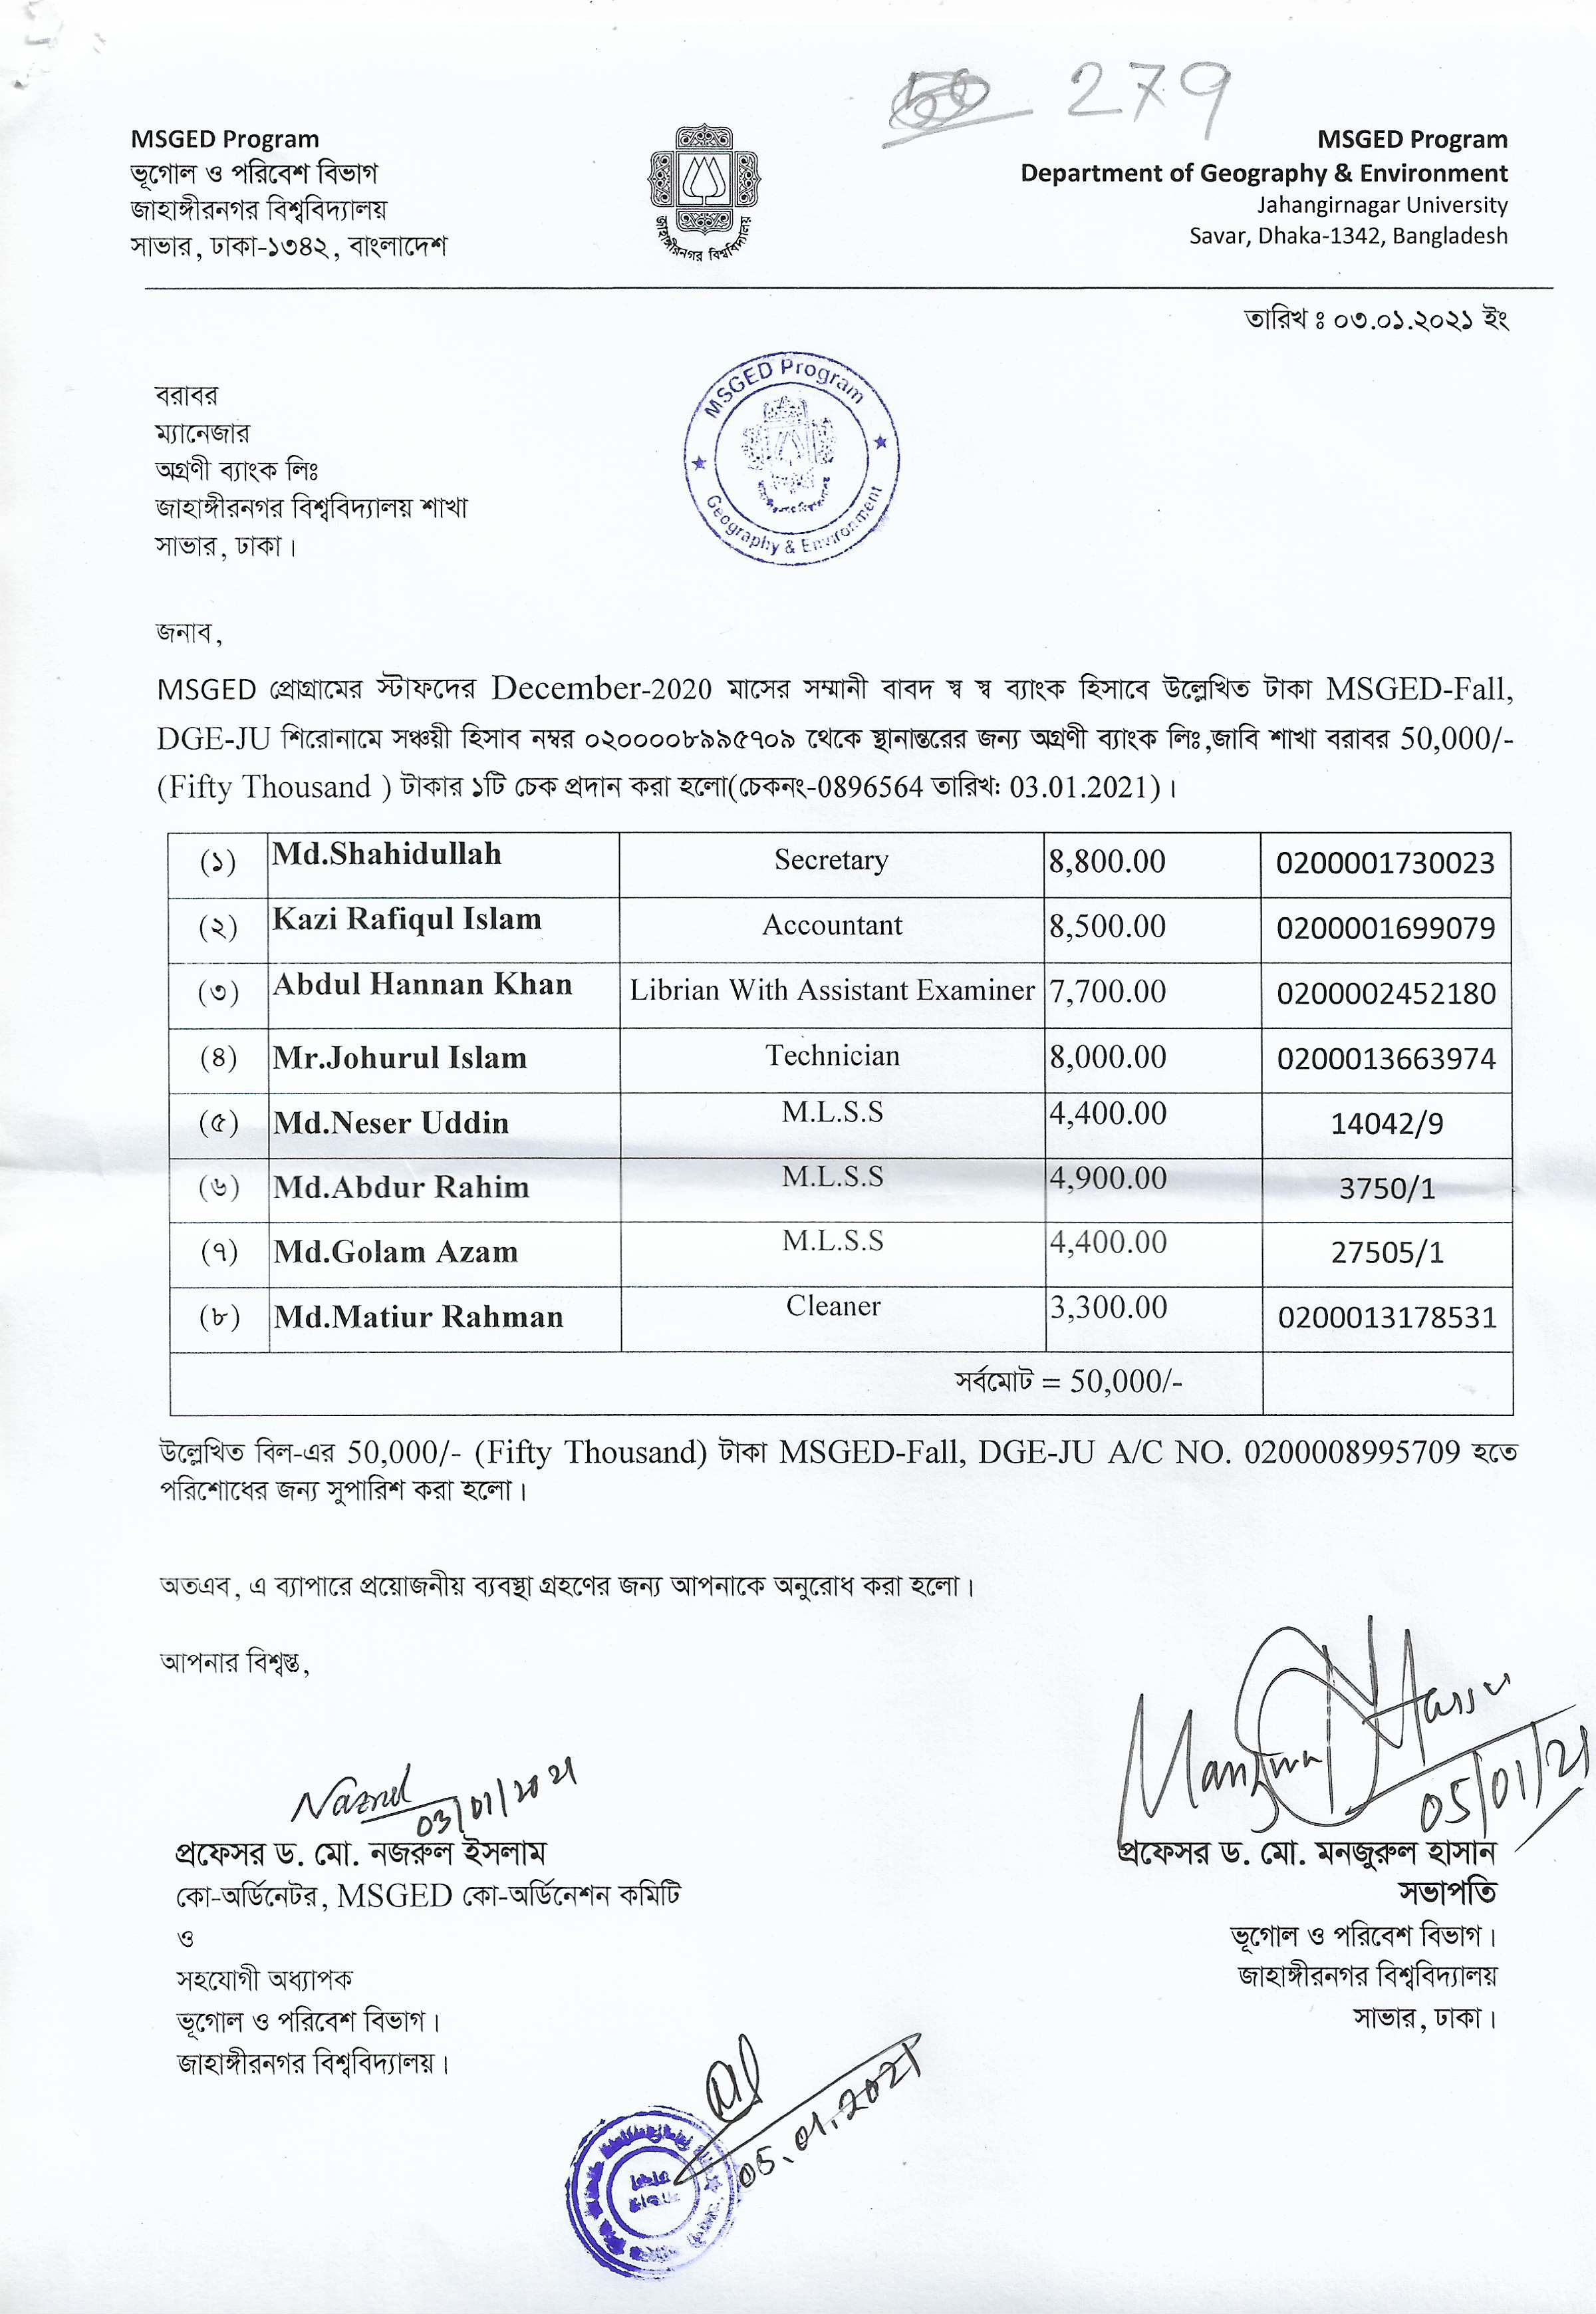 279
MSGED Program
ভূগোল ও পরিবেশ বিভাগ
জাহাঙ্গীরনগর বিশ্ববিদ্যালয়
সাভার, ঢাকা-১৩৪২, বাংলাদেশ
জাহাঙ্গীরনগর বিশ্ববিদ্যালয়
MSGED Program
Department of Geography & Environment
Jahangirnagar University
Savar, Dhaka-1342, Bangladesh
তারিখ ঃ ০৩.০১.২০২১ ইং
MSGED Program
Geography & Environment
বরাবর
ম্যানেজার
অগ্রণী ব্যাংক লিঃ
জাহাঙ্গীরনগর বিশ্ববিদ্যালয় শাখা
সাভার, ঢাকা।
জনাব,
MSGED প্রোগ্রামের স্টাফদের December-2020 মাসের সম্মানী বাবদ স্ব স্ব ব্যাংক হিসাবে উল্লেখিত টাকা MSGED-Fall,
DGE-JU শিরোনামে সঞ্চয়ী হিসাব নম্বর ০২০০০০৮৯৯৫৭০৯ থেকে স্থানান্তরের জন্য অগ্রণী ব্যাংক লিঃ,জাবি শাখা বরাবর 50,000/-
(Fifty Thousand ) টাকার ১টি চেক প্রদান করা হলো(চেকনং-0896564 তারিখ: 03.01.2021)।
(১) Md.Shahidullah Secretary 8,800.00 0200001730023
(২) Kazi Rafiqul Islam Accountant 8,500.00 0200001699079
(৩) Abdul Hannan Khan Librian With Assistant Examiner 7,700.00 0200002452180
(৪) Mr.Johurul Islam Technician 8,000.00 0200013663974
(৫) Md.Neser Uddin M.L.S.S 4,400.00 14042/9
(৬) Md.Abdur Rahim M.L.S.S 4,900.00 3750/1
(৭) Md.Golam Azam M.L.S.S 4,400.00 27505/1
(৮) Md.Matiur Rahman Cleaner 3,300.00 0200013178531
সর্বমোট = 50,000/-
উল্লেখিত বিল-এর 50,000/- (Fifty Thousand) টাকা MSGED-Fall, DGE-JU A/C NO. 0200008995709 হতে
পরিশোধের জন্য সুপারিশ করা হলো।
অতএব, এ ব্যাপারে প্রয়োজনীয় ব্যবস্থা গ্রহণের জন্য আপনাকে অনুরোধ করা হলো।
আপনার বিশ্বস্ত,
Nazrul
03/01/2021
প্রফেসর ড. মো. নজরুল ইসলাম
কো-অর্ডিনেটর, MSGED কো-অর্ডিনেশন কমিটি
ও
সহযোগী অধ্যাপক
ভূগোল ও পরিবেশ বিভাগ।
জাহাঙ্গীরনগর বিশ্ববিদ্যালয়।
05/01/21
প্রফেসর ড. মো. মনজুরুল হাসান
সভাপতি
ভূগোল ও পরিবেশ বিভাগ।
জাহাঙ্গীরনগর বিশ্ববিদ্যালয়
সাভার, ঢাকা।
05.01.2021